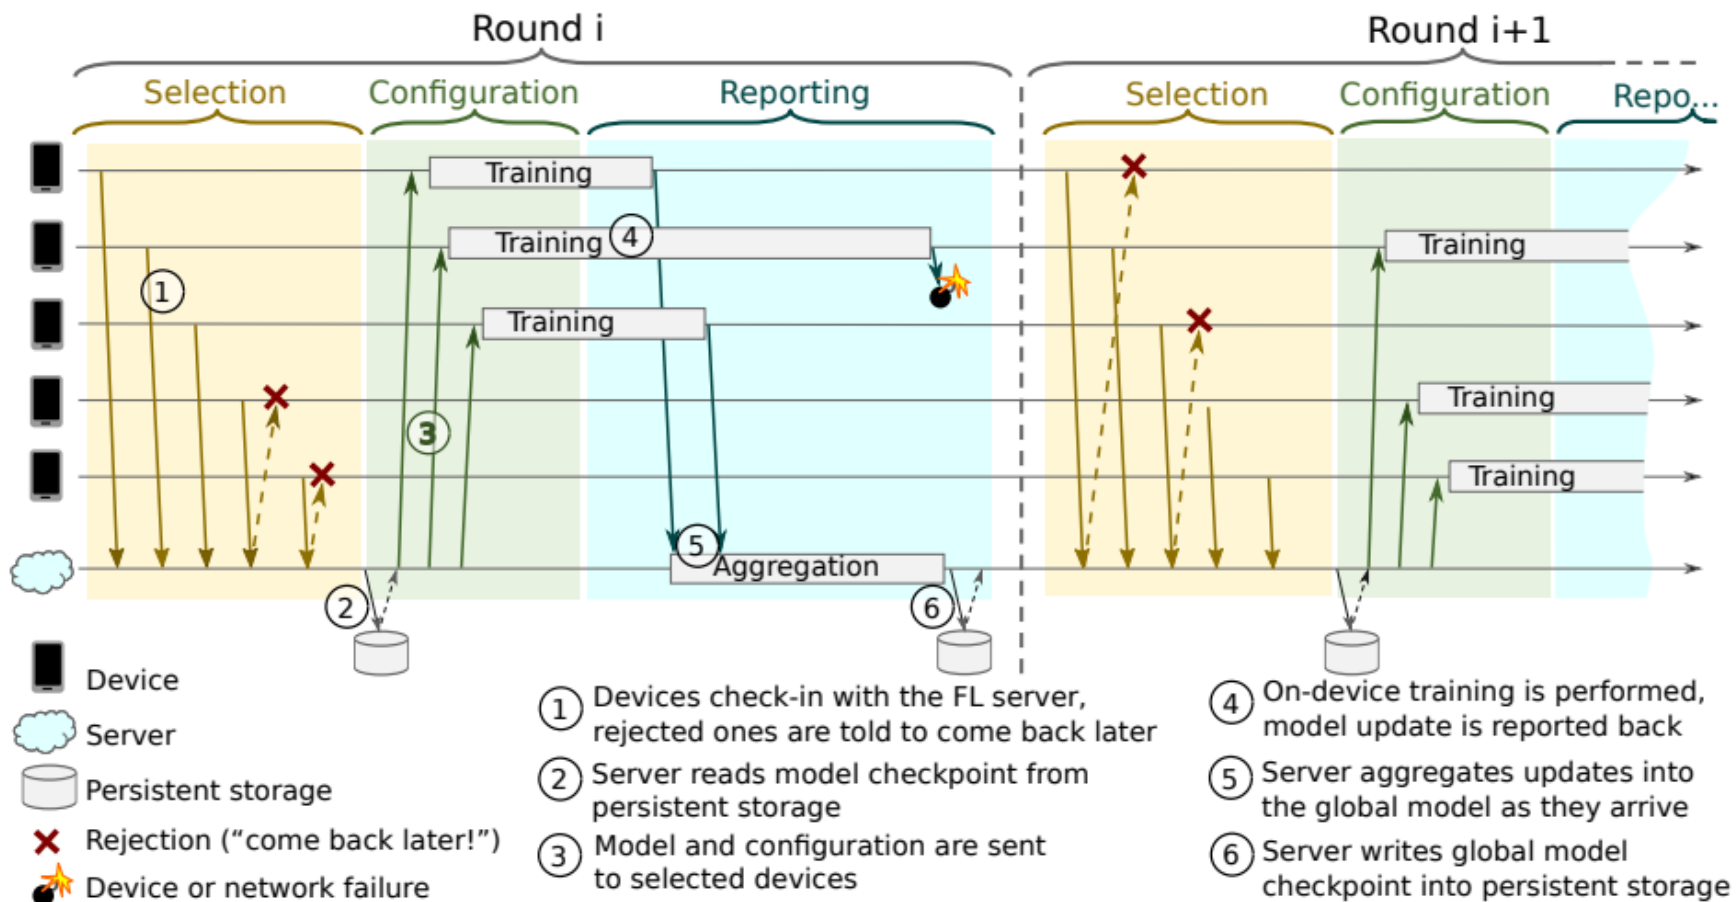 Round i
Round i+1
Selection
Configuration
Reporting
Selection
Configuration
Repo...
Training
Training
4
Training
1
3
Training
Training
Training
5
Aggregation
2
6
Device
Server
Persistent storage
Rejection (“come back later!”)
Device or network failure
1 Devices check-in with the FL server,
rejected ones are told to come back later
2 Server reads model checkpoint from
persistent storage
3 Model and configuration are sent
to selected devices
4 On-device training is performed,
model update is reported back
5 Server aggregates updates into
the global model as they arrive
6 Server writes global model
checkpoint into persistent storage